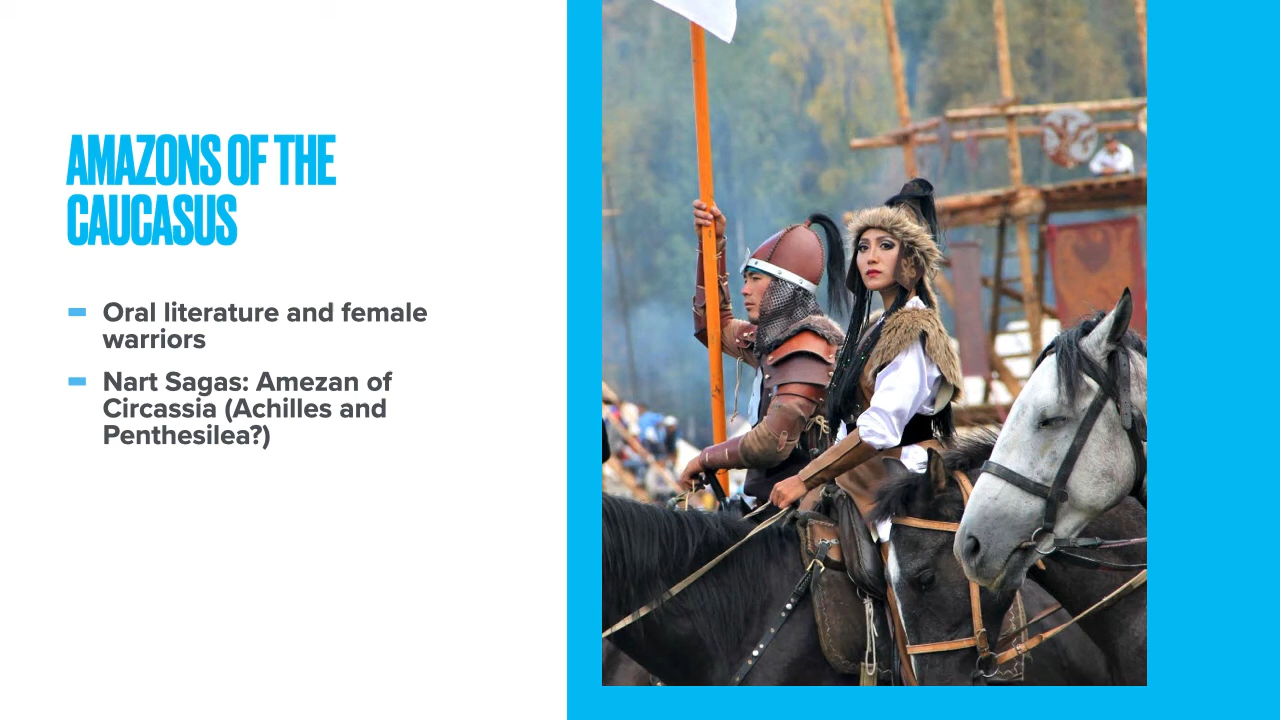 AMAZONS OF THE
CAUCASUS
Oral literature and female
warriors
Nart Sagas: Amezan of
Circassia (Achilles and
Penthesilea?)